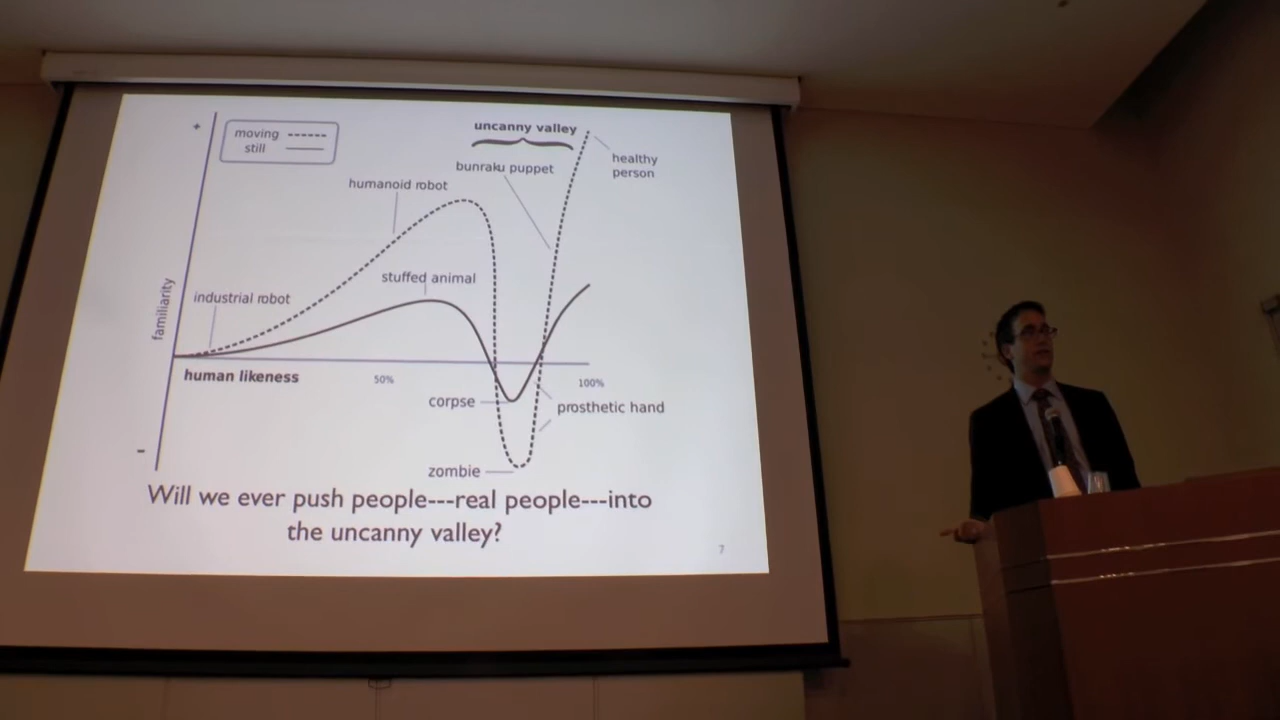 +
moving
still
uncanny valley
bunraku puppet
healthy
person
humanoid robot
stuffed animal
industrial robot
familiarity
human likeness
50%
100%
corpse
prosthetic hand
-
zombie
Will we ever push people---real people---into
the uncanny valley?
7